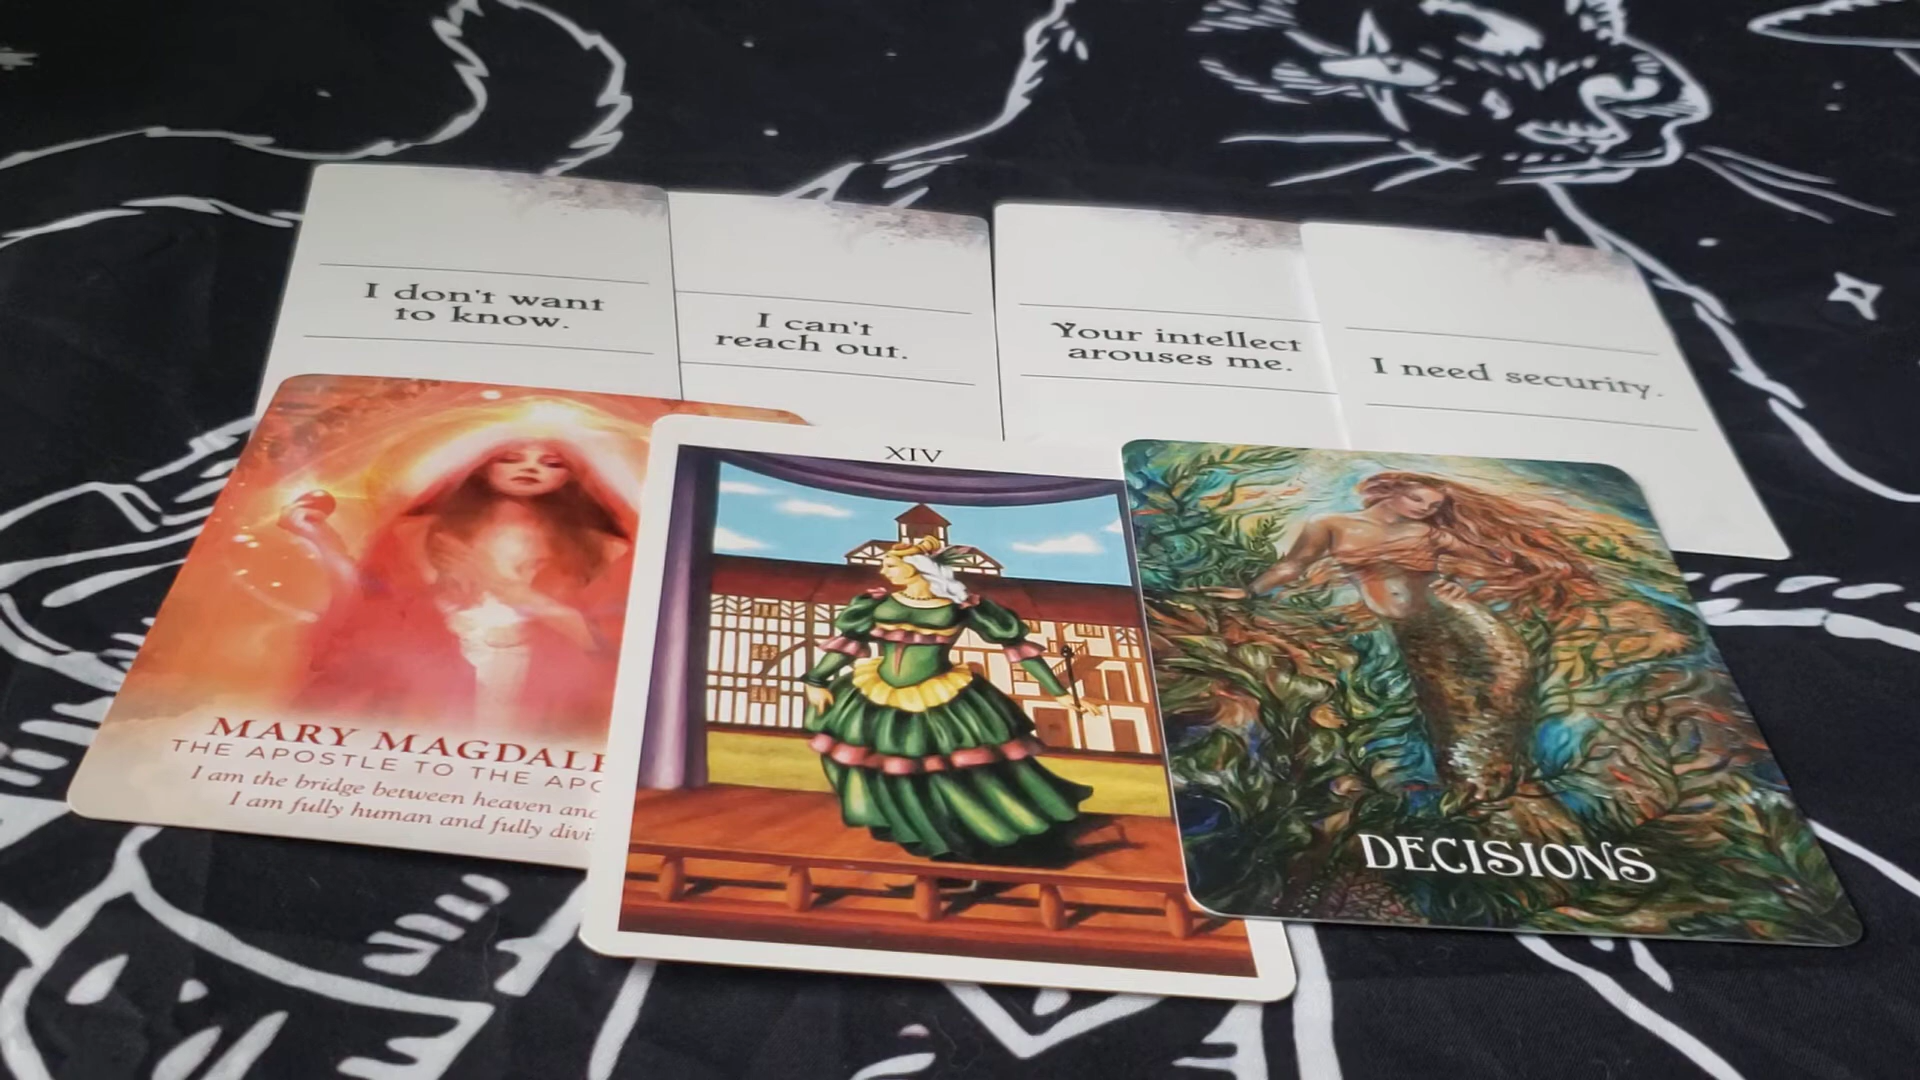 I don't want
to know.
I can't
reach out.
Your intellect
arouses me.
I need security.
MARY MAGDALE
THE APOSTLE TO THE APO
I am the bridge between heaven and
I am fully human and fully divi
XIV
DECISIONS